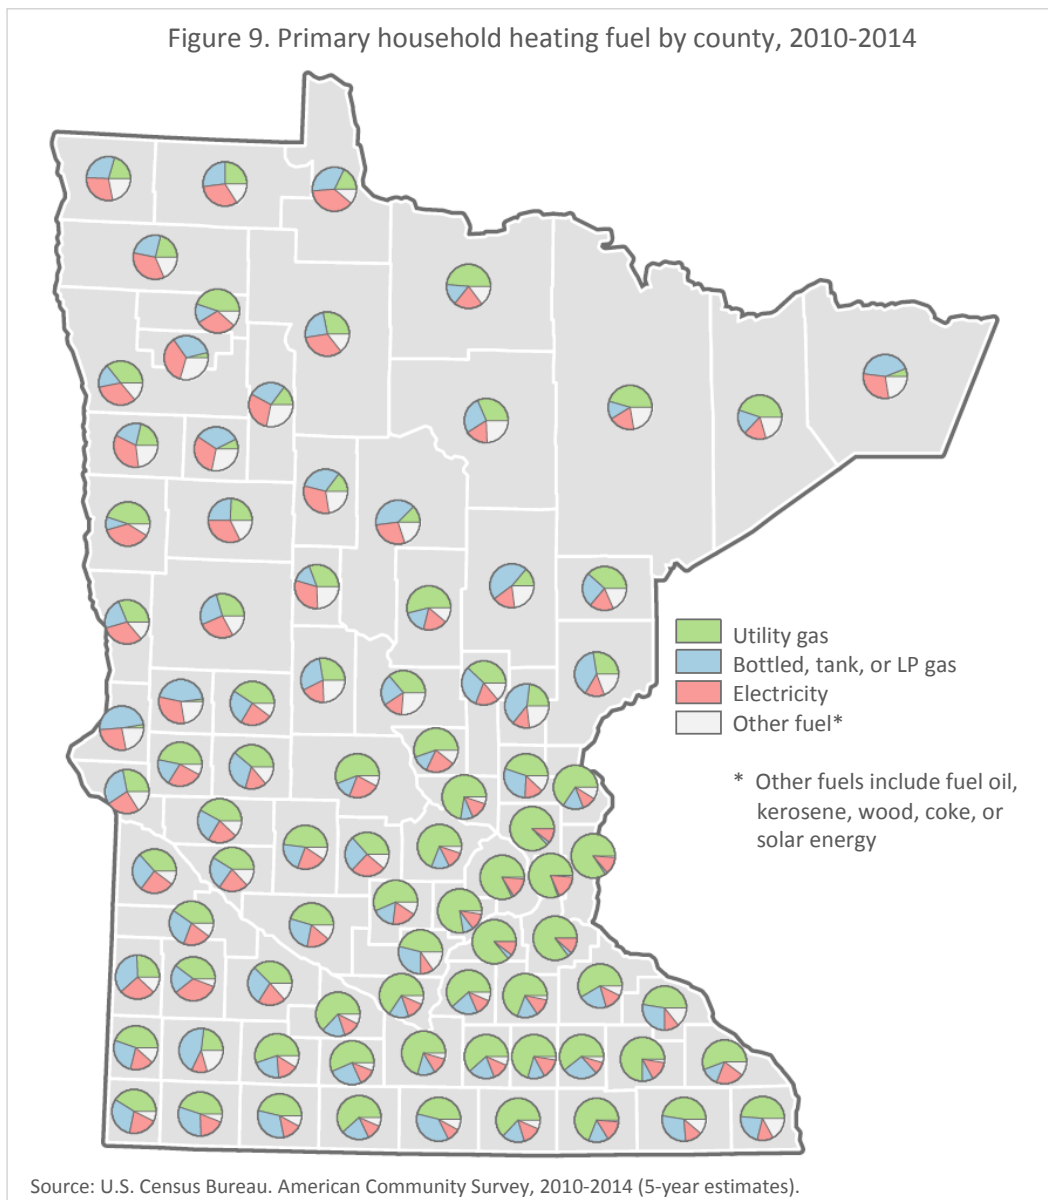 Figure 9. Primary household heating fuel by county, 2010-2014
Utility gas
Bottled, tank, or LP gas
Electricity
Other fuel*
* Other fuels include fuel oil,
kerosene, wood, coke, or
solar energy
Source: U.S. Census Bureau. American Community Survey, 2010-2014 (5-year estimates).